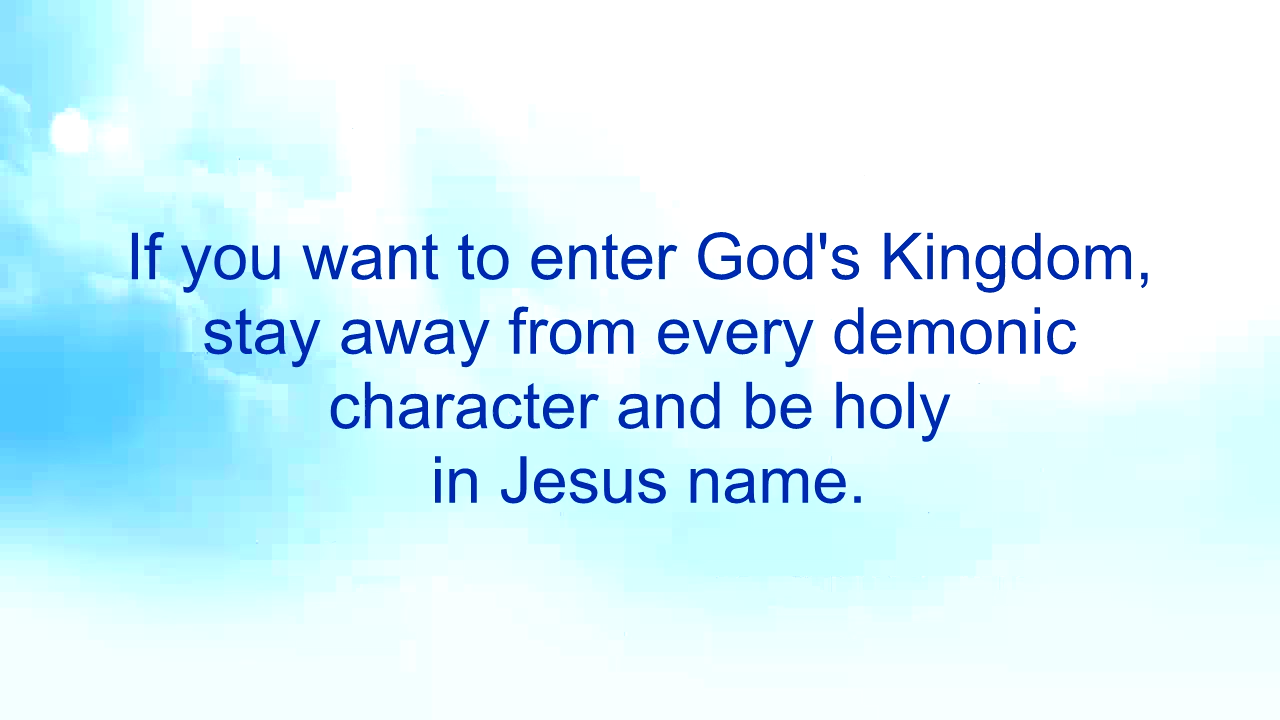 If you want to enter God's Kingdom,
stay away from every demonic
character and be holy
in Jesus name.